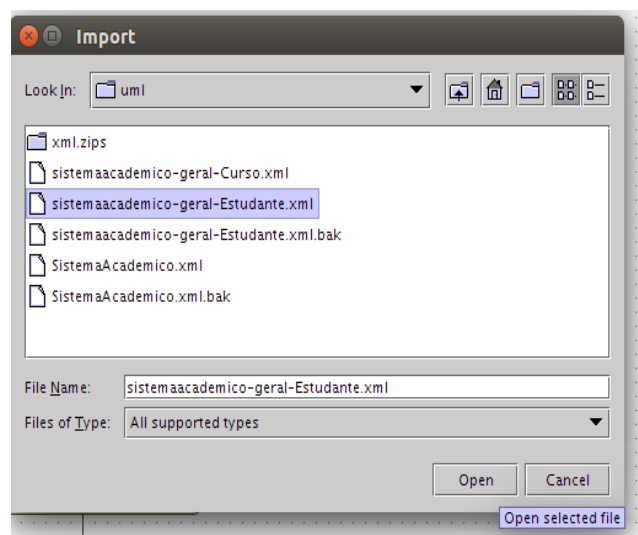 Import
Look In: uml
xml.zips
sistemaacademico-geral-Curso.xml
sistemaacademico-geral-Estudante.xml
sistemaacademico-geral-Estudante.xml.bak
SistemaAcademico.xml
SistemaAcademico.xml.bak
File Name: sistemaacademico-geral-Estudante.xml
Files of Type: All supported types
Open Cancel
Open selected file